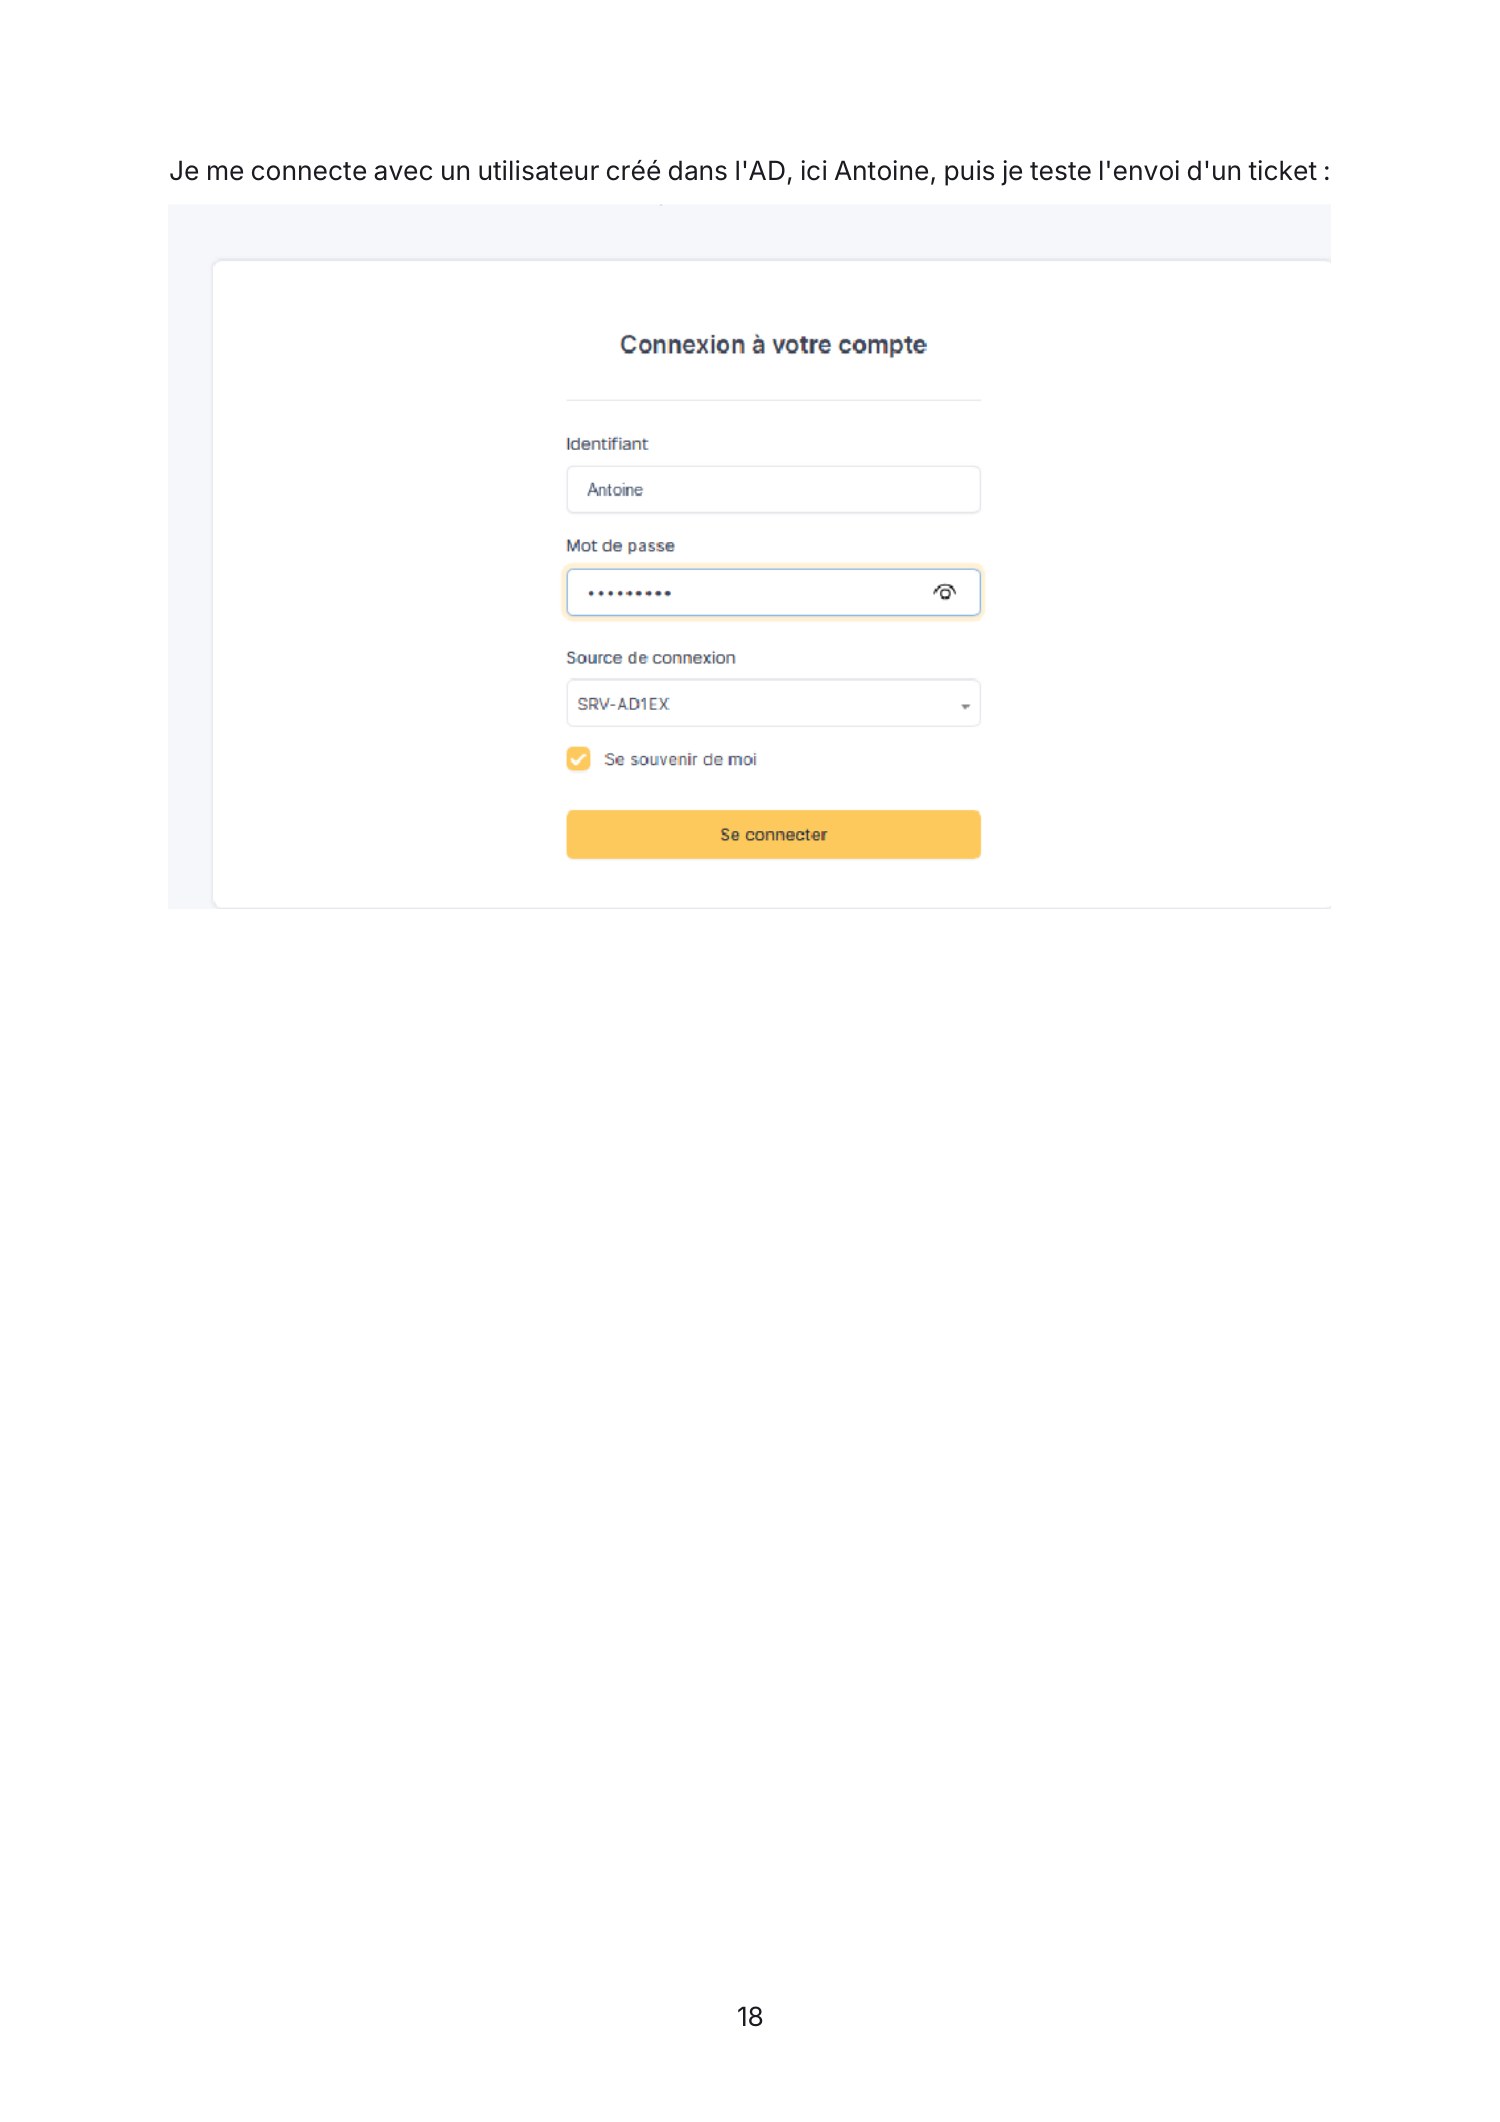 Je me connecte avec un utilisateur créé dans l'AD, ici Antoine, puis je teste l'envoi d'un ticket :
Connexion à votre compte
Identifiant
Antoine
Mot de passe
•••••••••
Source de connexion
SRV-AD1EX
Se souvenir de moi
Se connecter
18